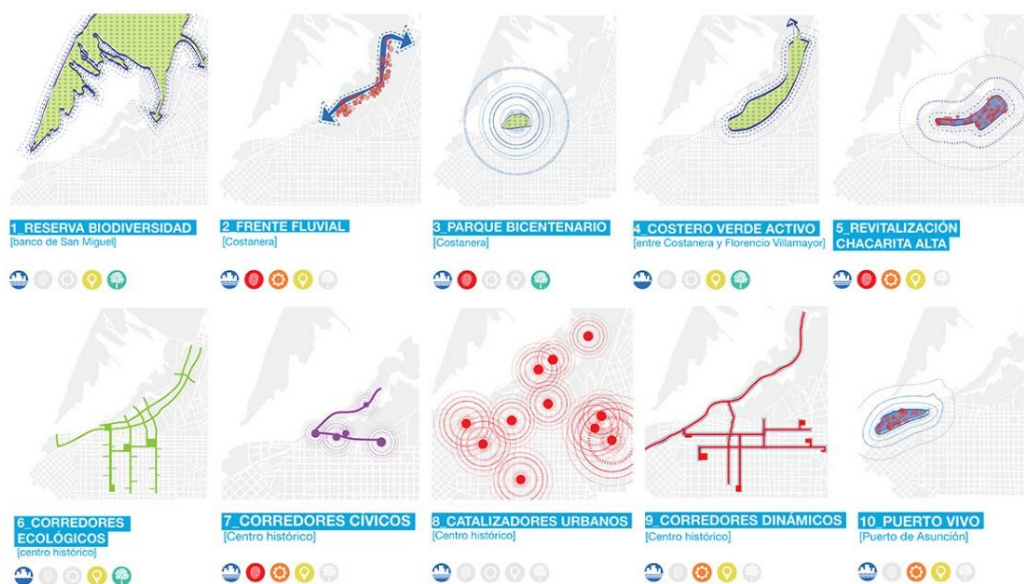 1_RESERVA BIODIVERSIDAD
[banco de San Miguel]
2_FRENTE FLUVIAL
[Costanera]
3_PARQUE BICENTENARIO
[Costanera]
4_COSTERO VERDE ACTIVO
[entre Costanera y Florencio Villamayor]
5_REVITALIZACIÓN
CHACARITA ALTA
6_CORREDORES
ECOLÓGICOS
[centro histórico]
7_CORREDORES CÍVICOS
[Centro histórico]
8_CATALIZADORES URBANOS
[Centro histórico]
9_CORREDORES DINÁMICOS
[Centro histórico]
10_PUERTO VIVO
[Puerto de Asunción]